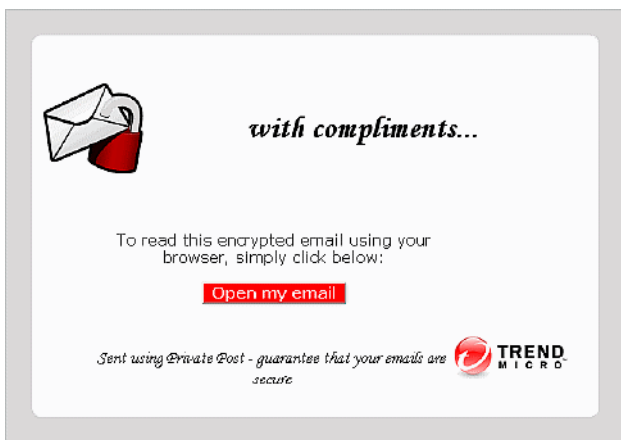 with compliments...
To read this encrypted email using your
browser, simply click below:
Open my email
Sent using Private Post - guarantee that your emails are
secure
TREND
MICRO